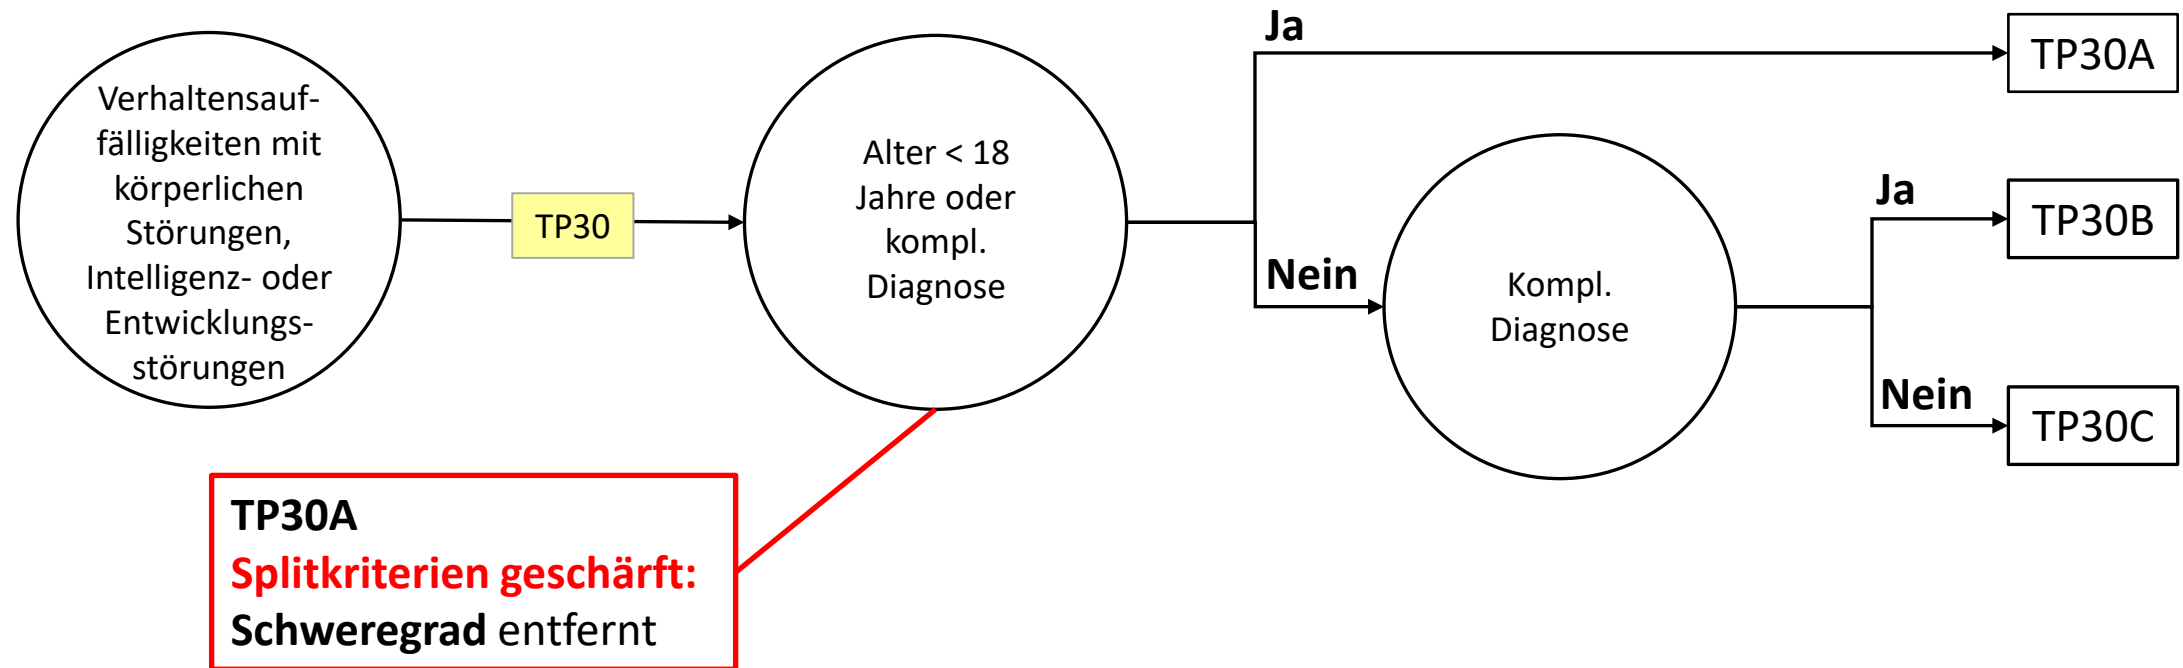 Verhaltensauf-
fälligkeiten mit
körperlichen
Störungen,
Intelligenz- oder
Entwicklungs-
störungen
TP30
Alter < 18
Jahre oder
kompl.
Diagnose
Ja
TP30A
Nein
Kompl.
Diagnose
Ja
TP30B
Nein
TP30C
TP30A
Splitkriterien geschärft:
Schweregrad entfernt